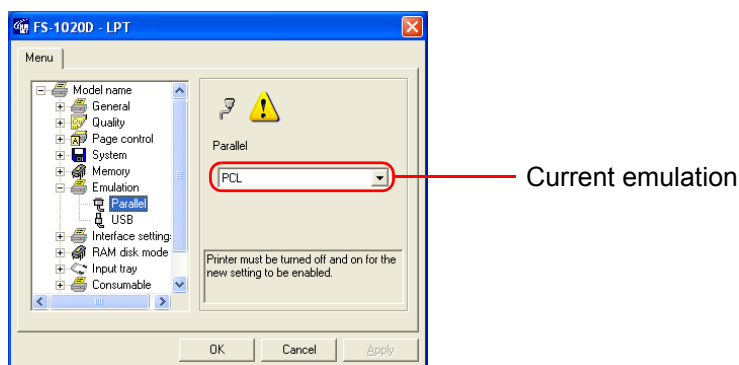 FS-1020D - LPT
Menu
Model name
General
Quality
Page control
System
Memory
Emulation
Parallel
USB
Interface setting:
RAM disk mode
Input tray
Consumable
Parallel
PCL
Printer must be turned off and on for the
new setting to be enabled.
OK Cancel Apply
Current emulation